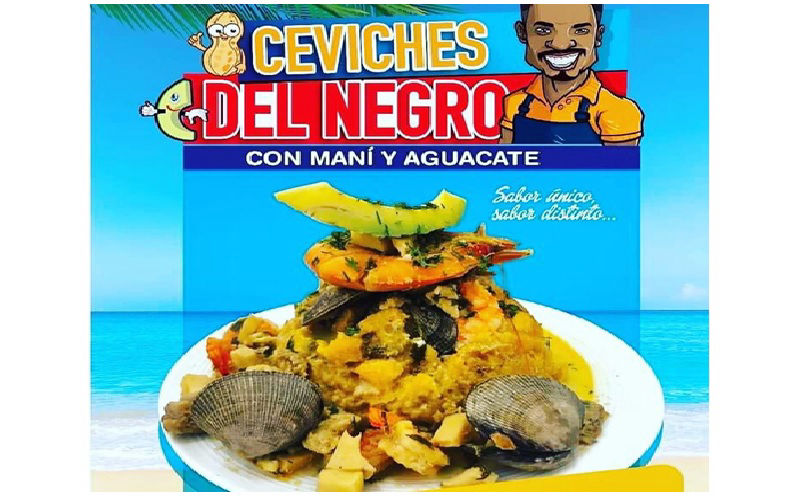 CEVICHES
DEL NEGRO
CON MANÍ Y AGUACATE
Sabor único,
sabor distinto...